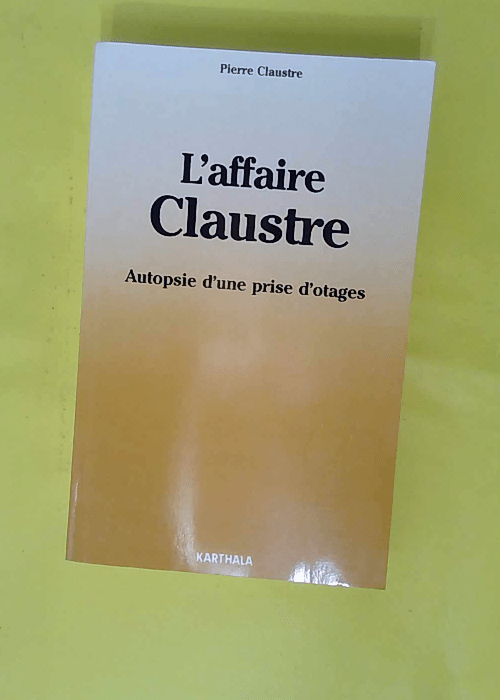 Pierre Claustre
L'affaire
Claustre
Autopsie d'une prise d'otages
KARTHALA